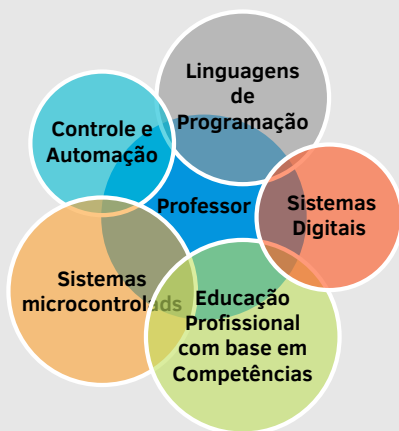 Linguagens
de
Programação
Controle e
Automação
Professor
Sistemas
Digitais
Sistemas
microcontrolads
Educação
Profissional
com base em
Competências